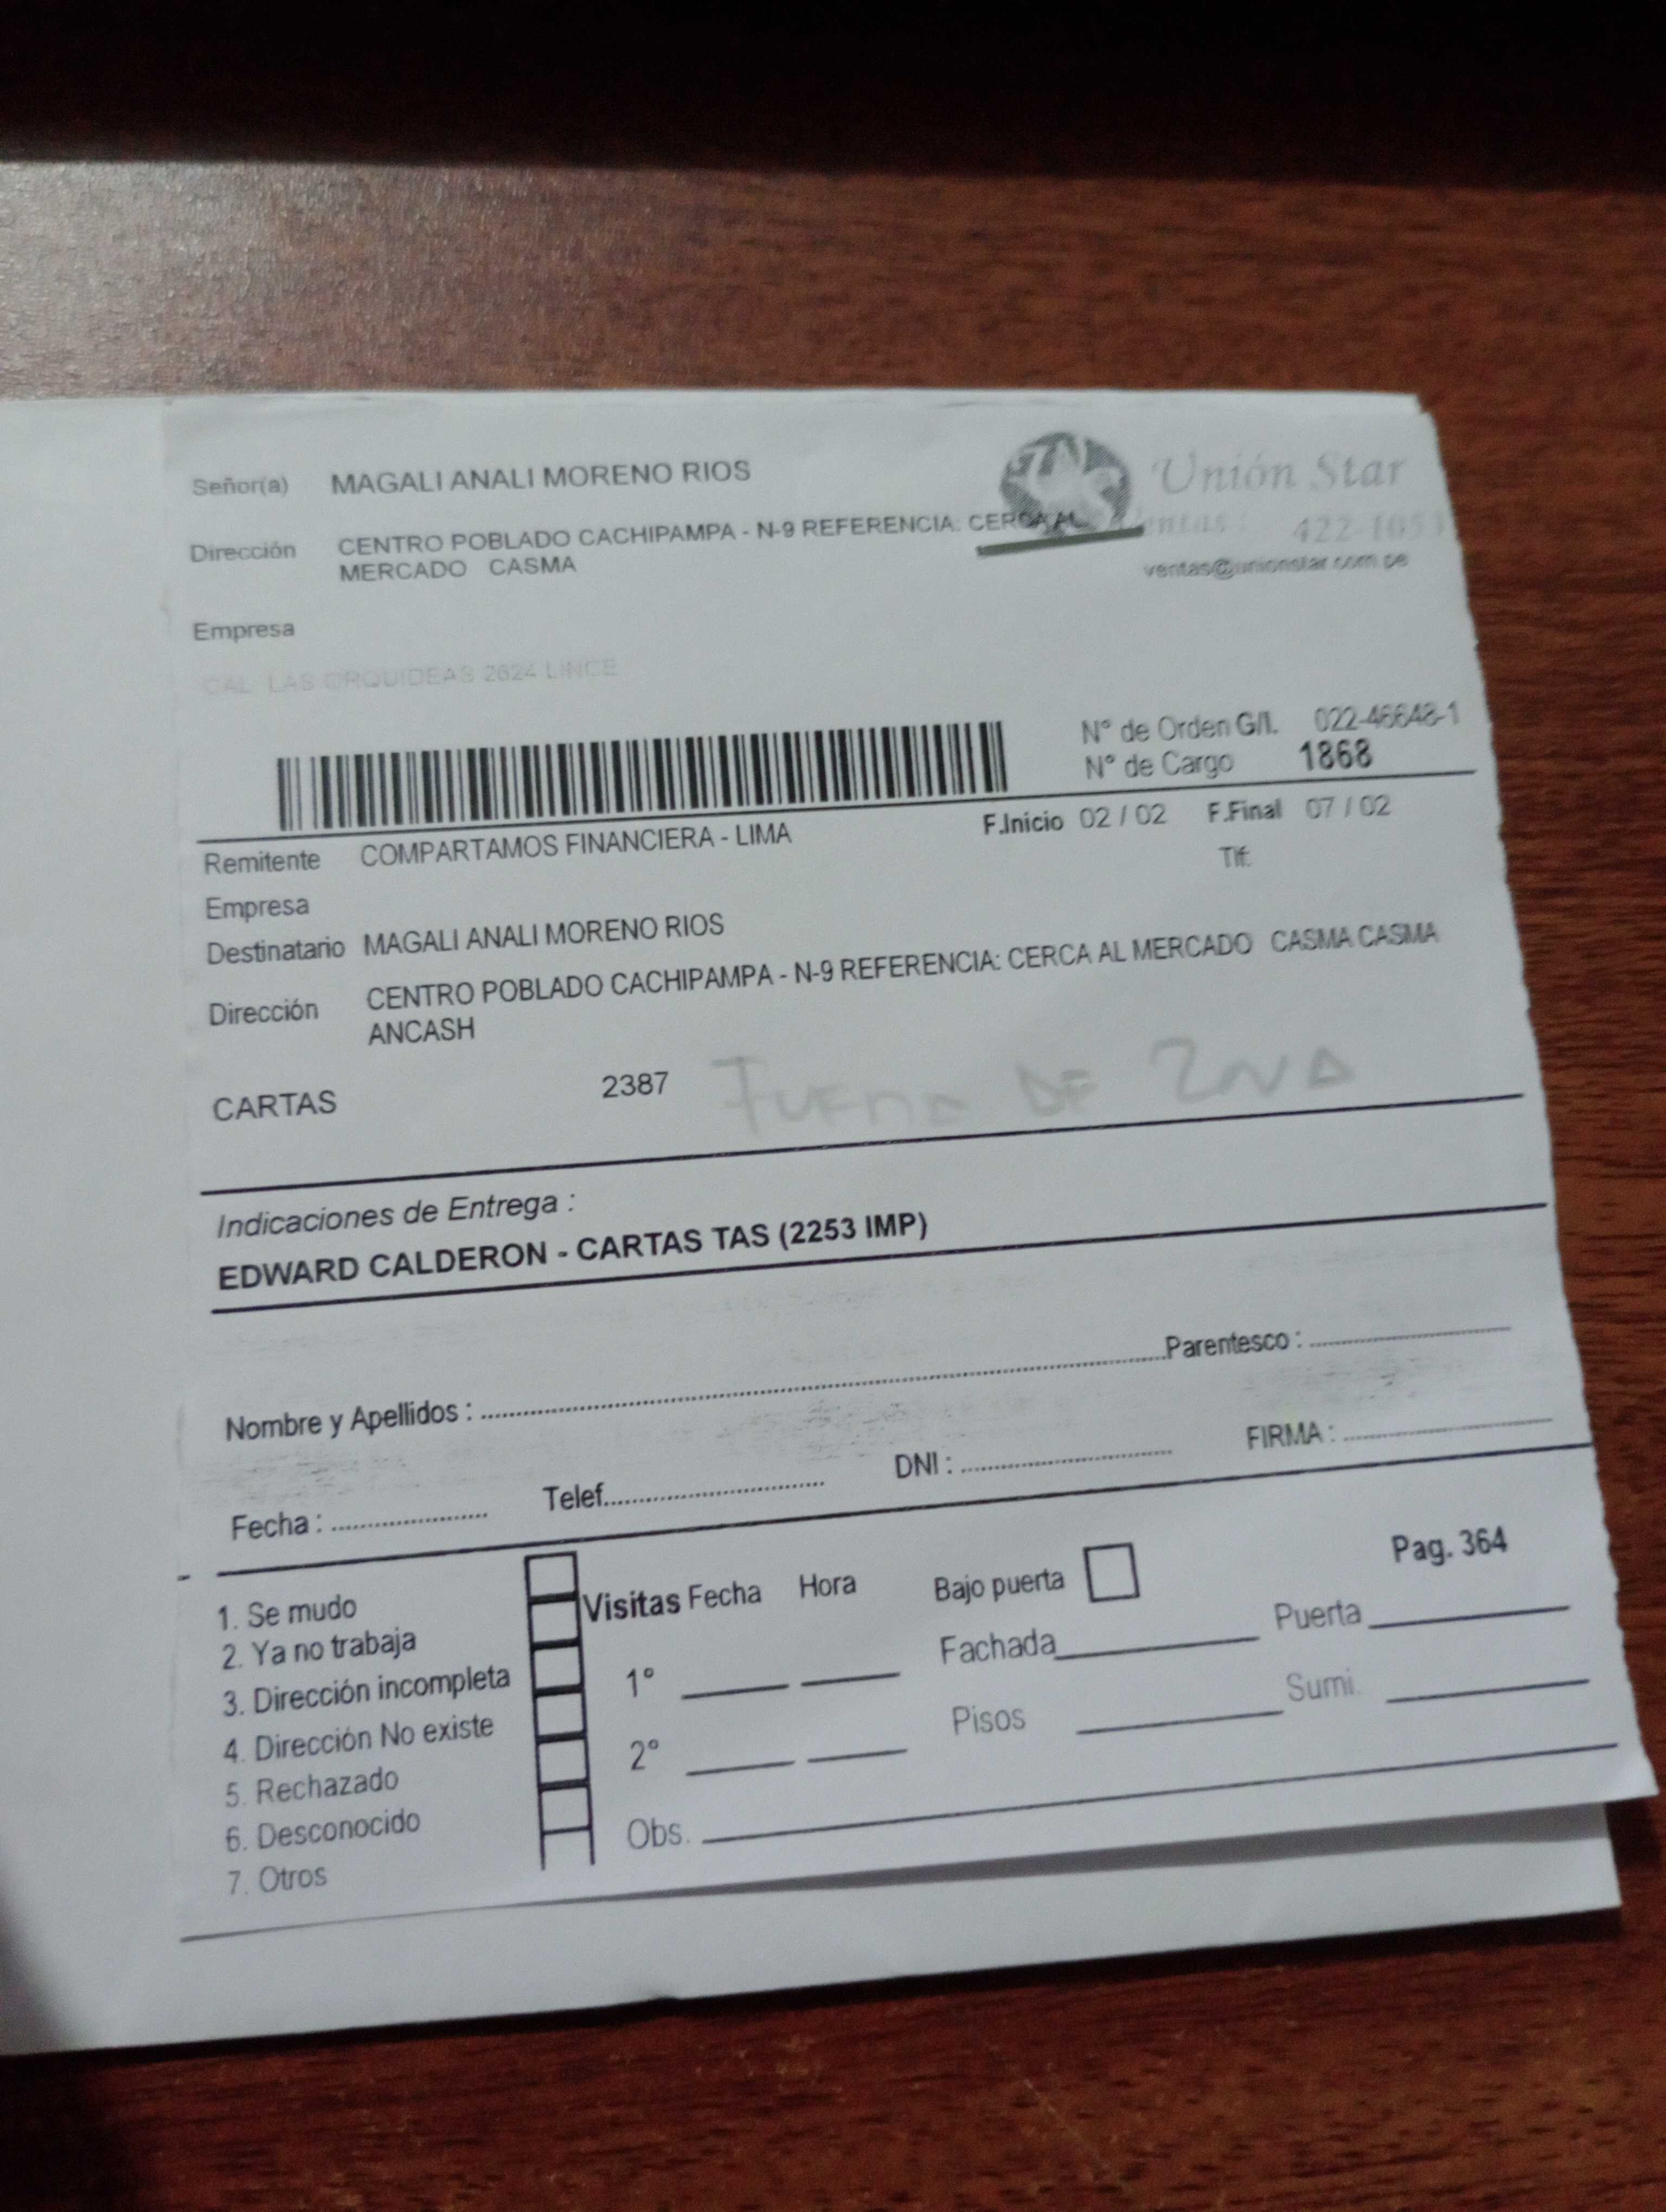 Señor(a) MAGALI ANALI MORENO RIOS
Unión Star
Dirección CENTRO POBLADO CACHIPAMPA - N-9 REFERENCIA: CERCA AL
MERCADO CASMA
ventas@unionstar.com.pe
Empresa
CAL LAS ORQUIDEAS 2624 LINCE
N° de Orden G/I. 022-46648-1
N° de Cargo 1868
F.Inicio 02 / 02 F.Final 07 / 02
Remitente COMPARTAMOS FINANCIERA - LIMA
Tlf:
Empresa
Destinatario MAGALI ANALI MORENO RIOS
Dirección CENTRO POBLADO CACHIPAMPA - N-9 REFERENCIA: CERCA AL MERCADO CASMA CASMA
ANCASH
CARTAS 2387 FUERA DE ZONA
Indicaciones de Entrega :
EDWARD CALDERON - CARTAS TAS (2253 IMP)
Nombre y Apellidos : Parentesco :
Fecha : Telef. DNI : FIRMA :
Pag. 364
1. Se mudo
2. Ya no trabaja
3. Dirección incompleta
4. Dirección No existe
5. Rechazado
6. Desconocido
7. Otros
Visitas Fecha Hora
1°
2°
Obs.
Bajo puerta
Fachada Puerta
Pisos Sumi.